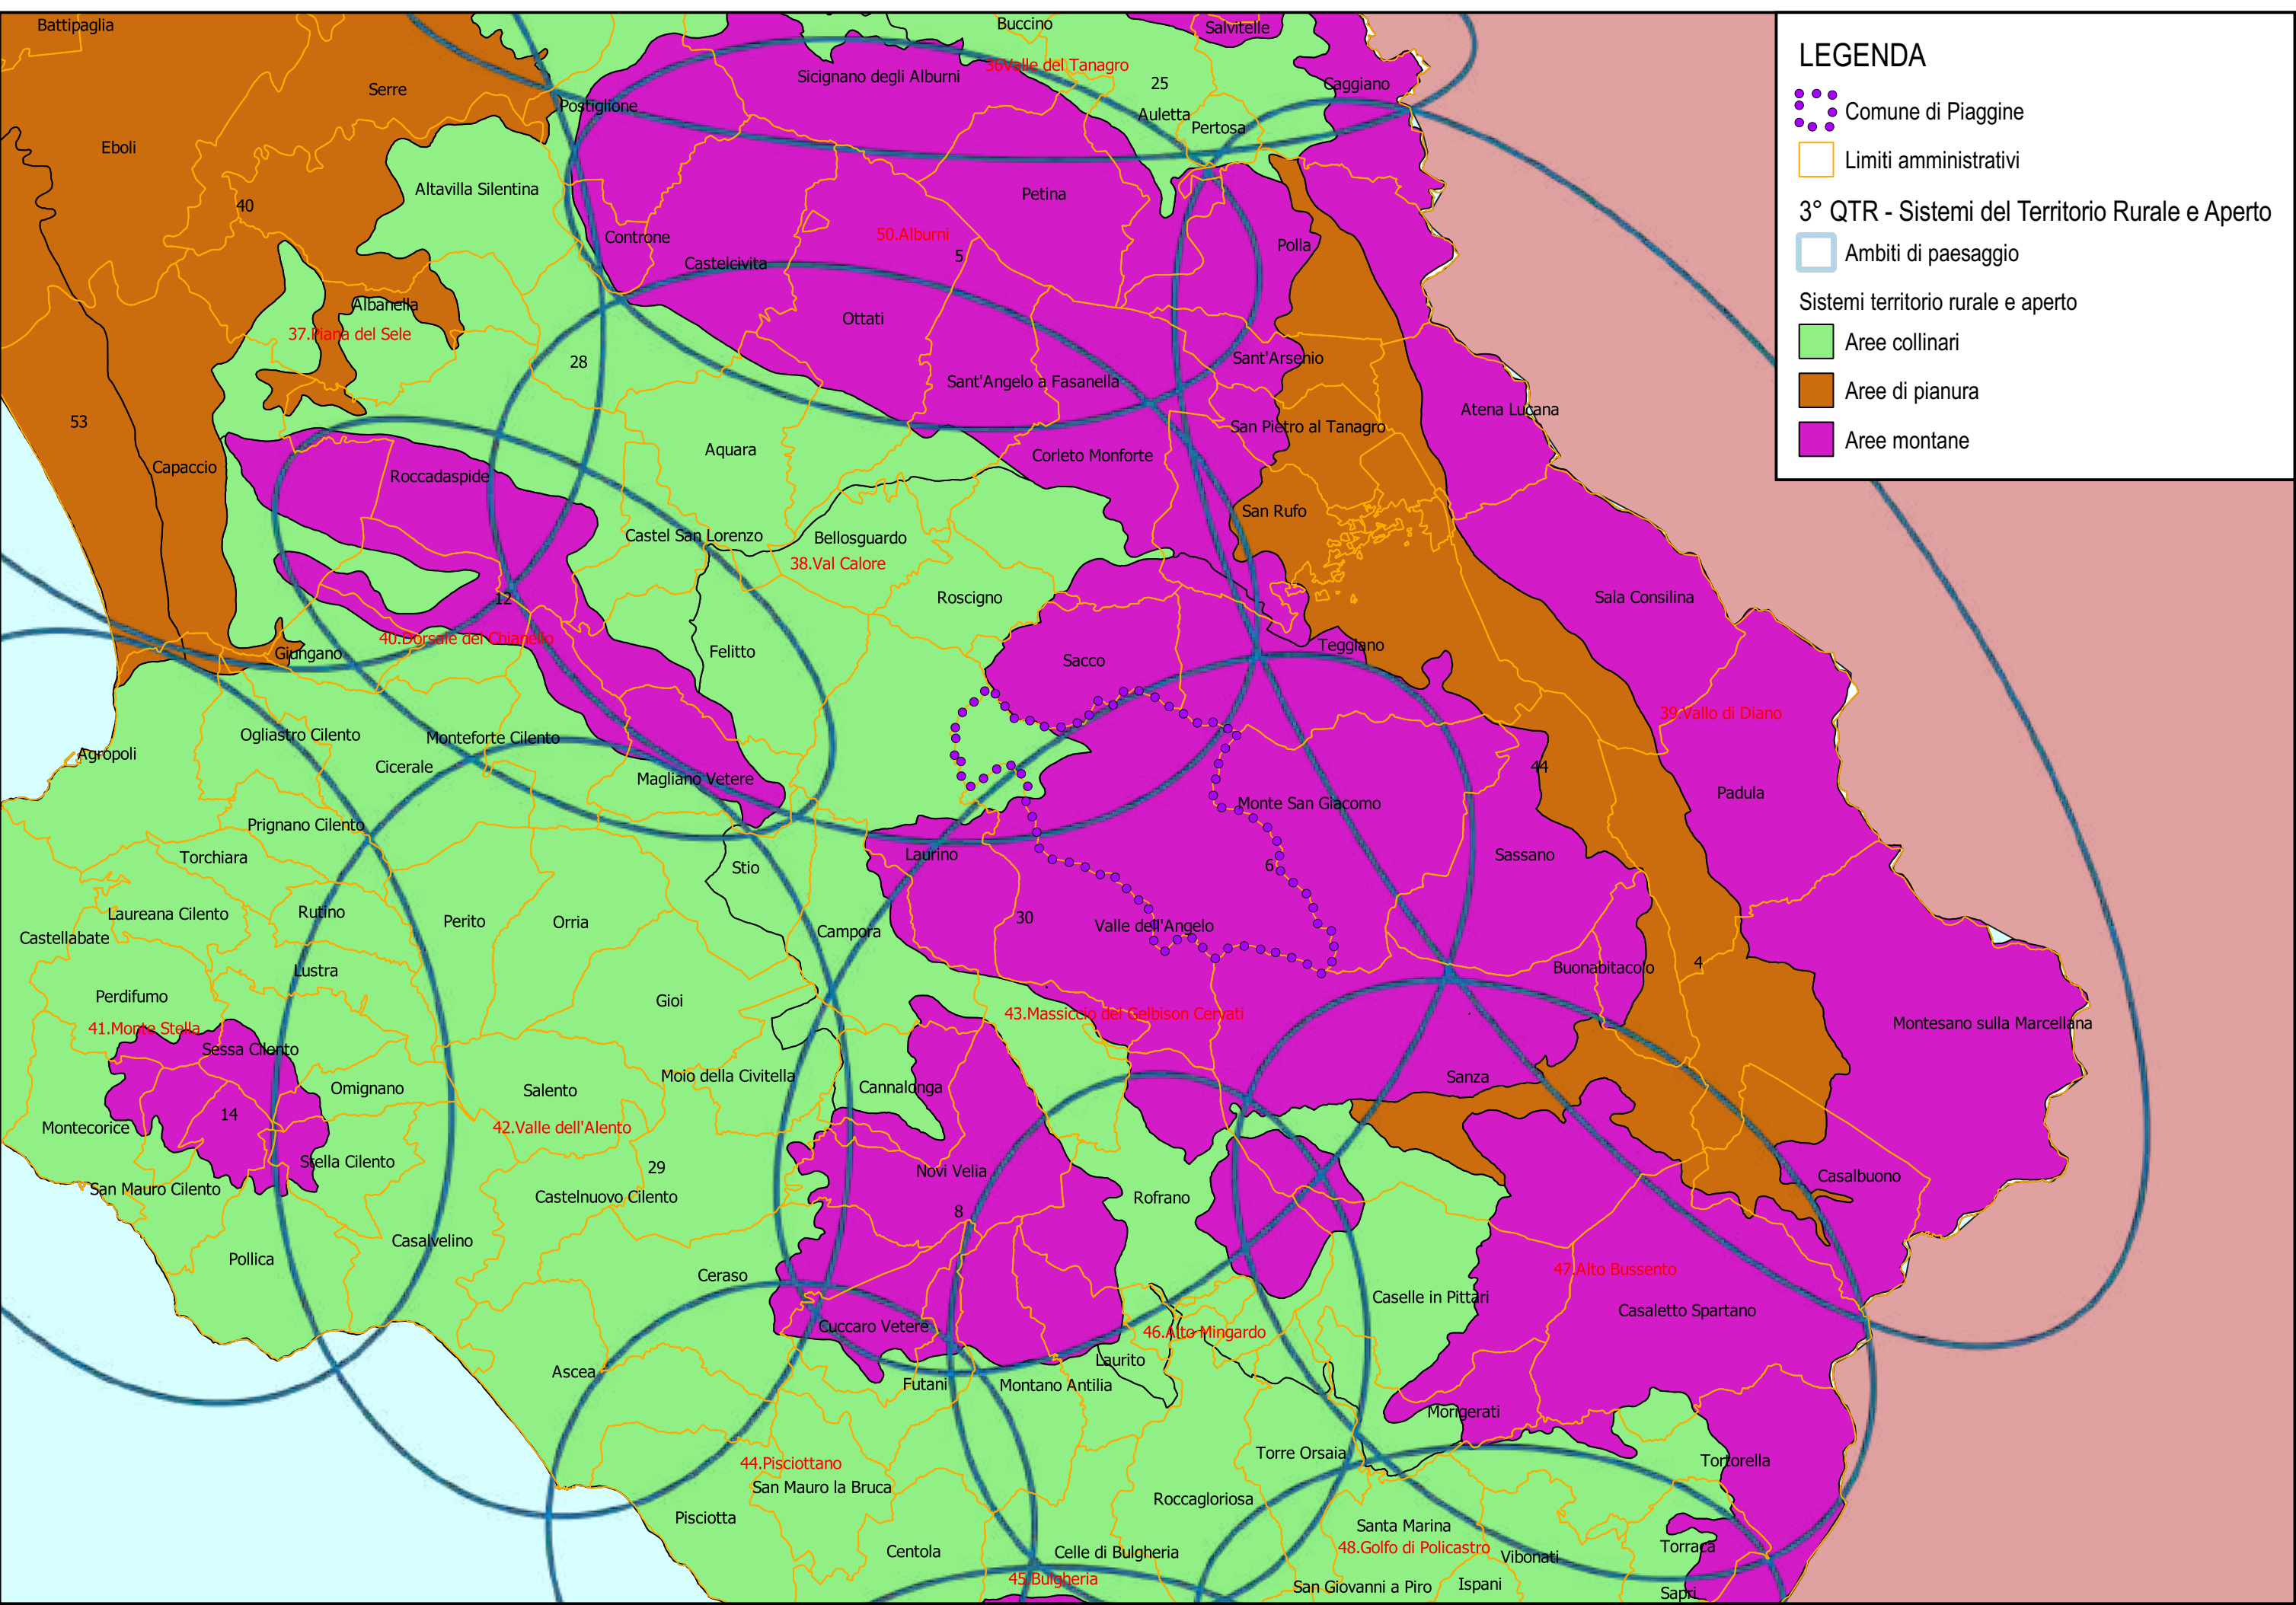 Battipaglia
Buccino
Salvitelle
Serre
Sicignano degli Alburni
36Valle del Tanagro
25
Caggiano
Postiglione
Auletta
Pertosa
Eboli
Altavilla Silentina
40
Petina
Controne
50.Alburni
Polla
Castelcivita
5
Albanella
37.Piana del Sele
Ottati
28
Sant'Arsenio
Sant'Angelo a Fasanella
Atena Lucana
53
San Pietro al Tanagro
Aquara
Corleto Monforte
Capaccio
Roccadaspide
San Rufo
Castel San Lorenzo
Bellosguardo
38.Val Calore
12
Roscigno
Sala Consilina
40.Dorsale del Chianello
Giungano
Felitto
Sacco
Teggiano
39.Vallo di Diano
Ogliastro Cilento
Monteforte Cilento
Agropoli
Cicerale
Magliano Vetere
44
Padula
Monte San Giacomo
Prignano Cilento
Torchiara
Stio
Laurino
6
Sassano
Laureana Cilento
Rutino
Perito
Orria
30
Valle dell'Angelo
Castellabate
Campora
Lustra
Buonabitacolo
4
Perdifumo
Gioi
43.Massiccio del Gelbison Cervati
Montesano sulla Marcellana
41.Monte Stella
Sessa Cilento
Omignano
Salento
Moio della Civitella
Cannalonga
Sanza
14
Montecorice
42.Valle dell'Alento
Stella Cilento
29
Novi Velia
Casalbuono
San Mauro Cilento
Castelnuovo Cilento
8
Rofrano
Pollica
Casalvelino
Ceraso
47.Alto Bussento
Caselle in Pittari
Casaletto Spartano
Cuccaro Vetere
46.Alto Mingardo
Ascea
Laurito
Futani
Montano Antilia
Morigerati
44.Pisciottano
Torre Orsaia
Tortorella
San Mauro la Bruca
Pisciotta
Roccagloriosa
Santa Marina
48.Golfo di Policastro
Centola
Celle di Bulgheria
Vibonati
Torraca
45.Bulgheria
San Giovanni a Piro
Ispani
Sapri
LEGENDA
Comune di Piaggine
Limiti amministrativi
3° QTR - Sistemi del Territorio Rurale e Aperto
Ambiti di paesaggio
Sistemi territorio rurale e aperto
Aree collinari
Aree di pianura
Aree montane